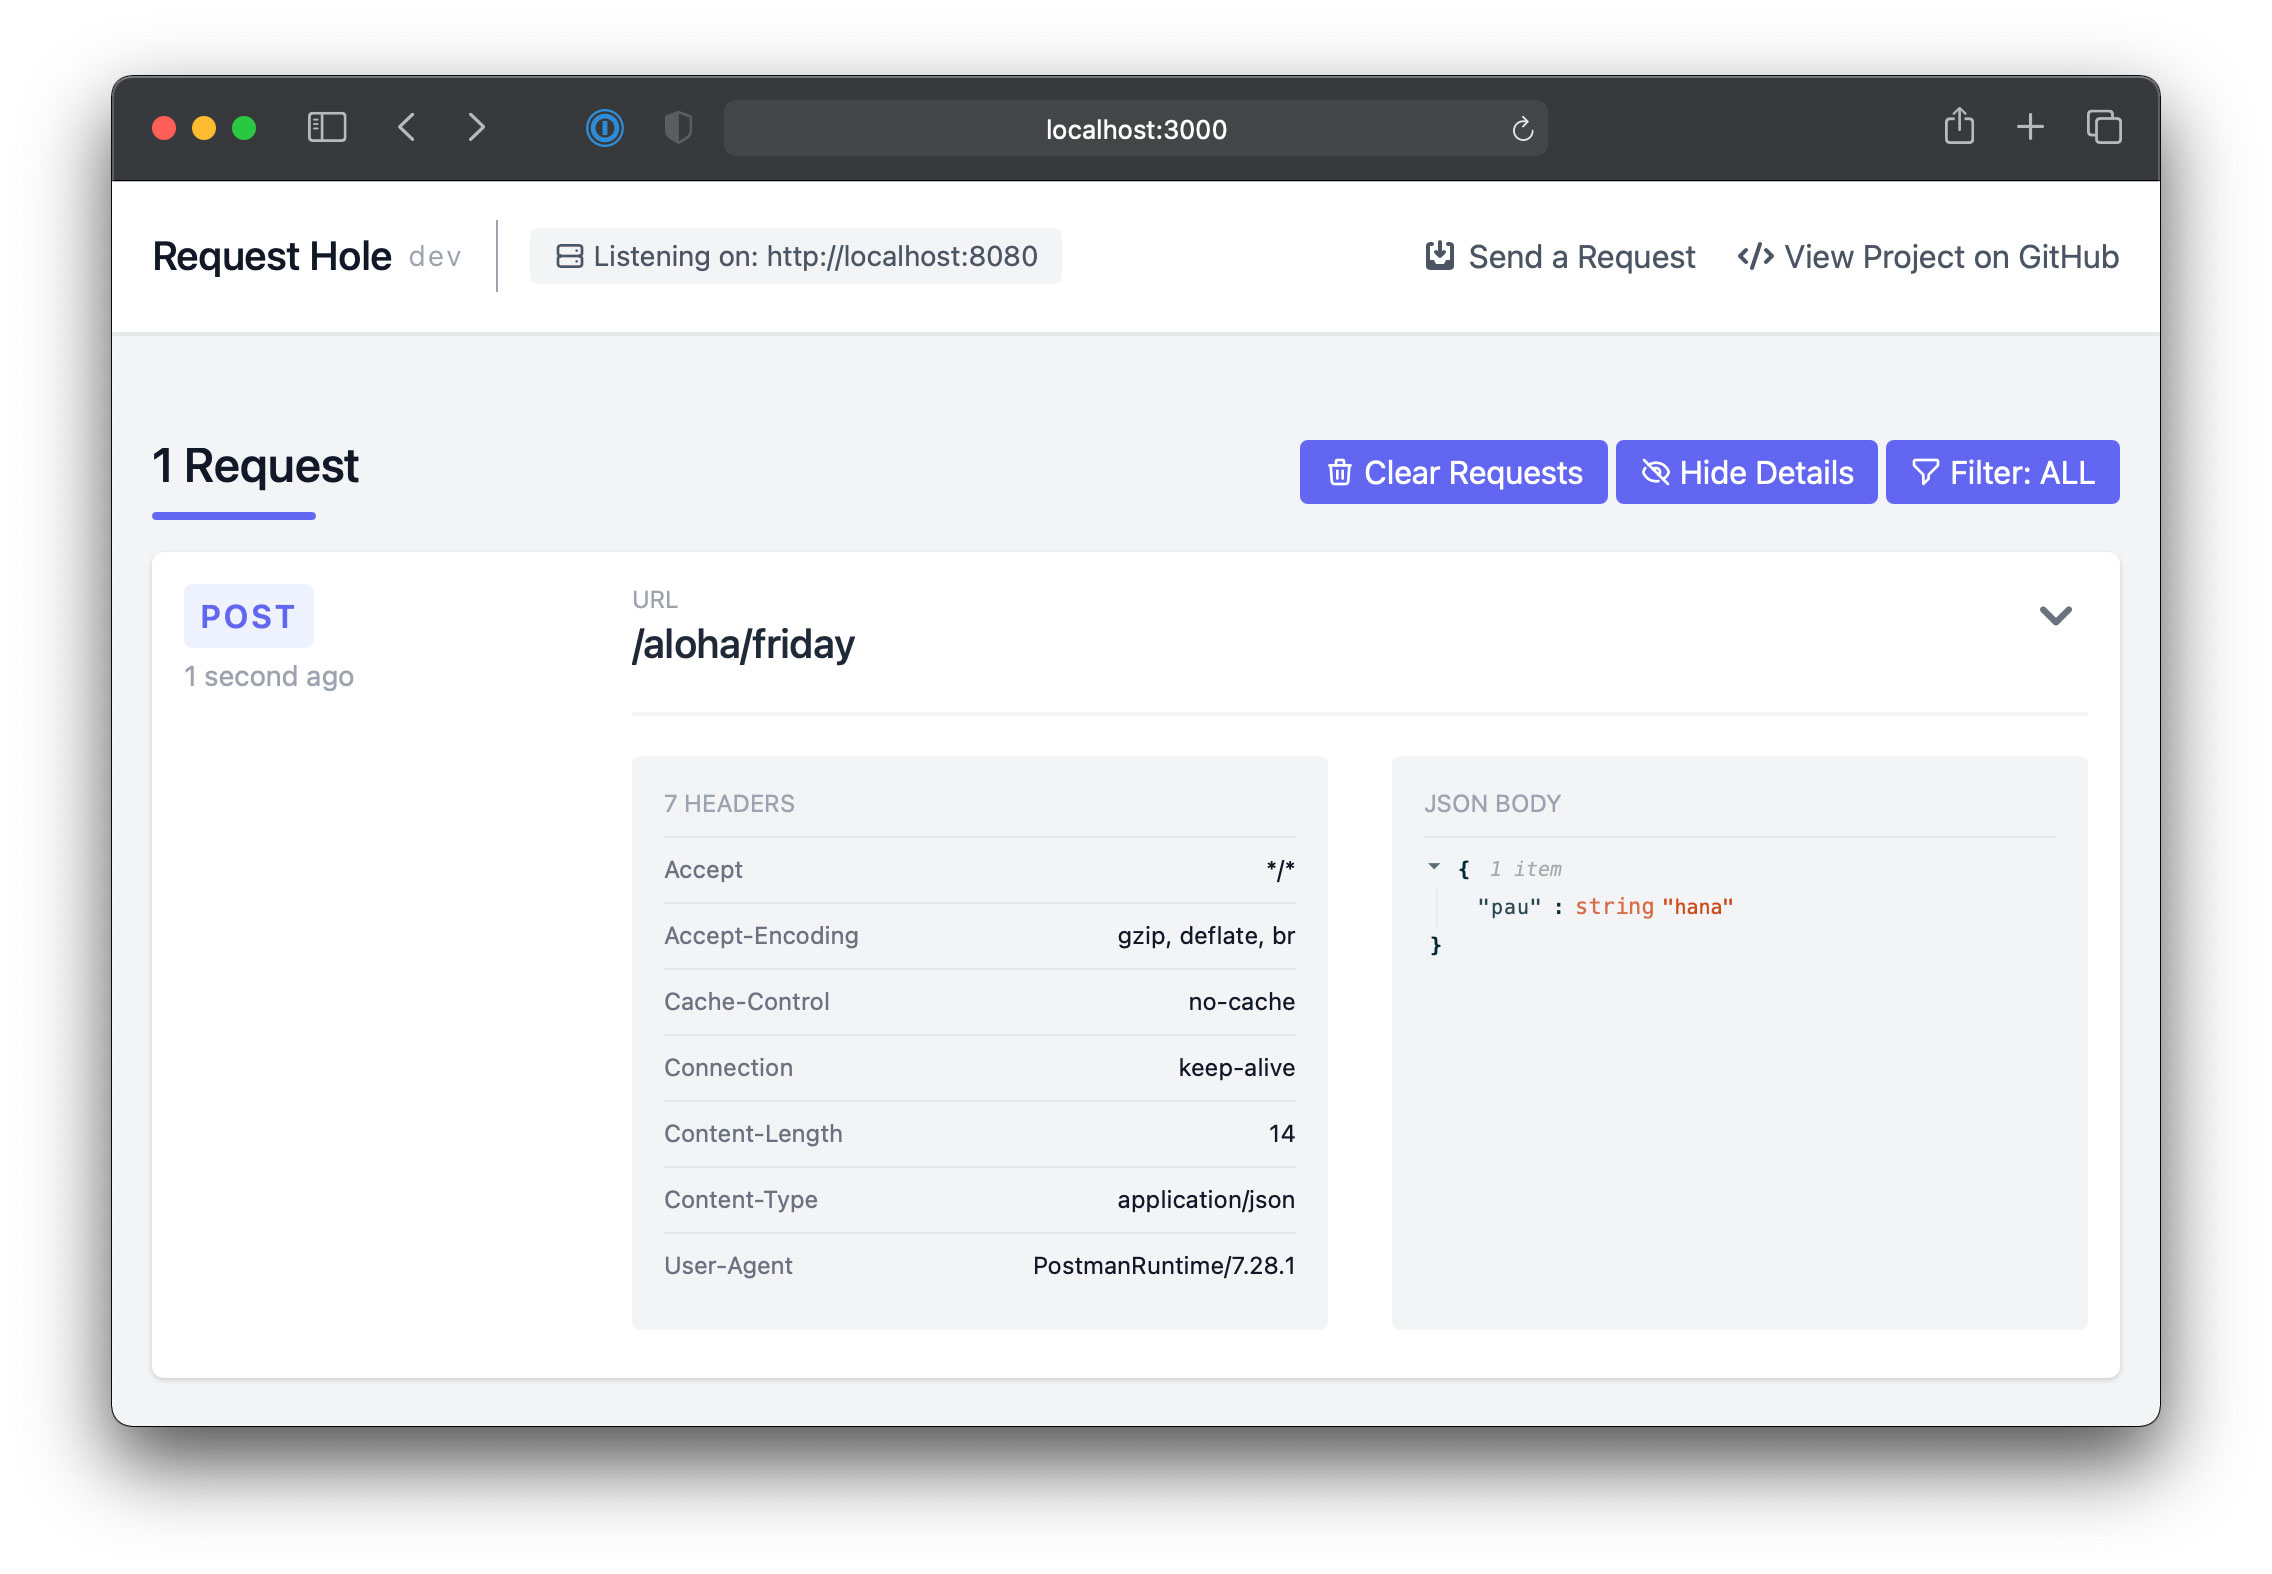 localhost:3000
Request Hole dev
Listening on: http://localhost:8080
Send a Request
</> View Project on GitHub
1 Request
Clear Requests
Hide Details
Filter: ALL
POST
1 second ago
URL
/aloha/friday
7 HEADERS
Accept */*
Accept-Encoding gzip, deflate, br
Cache-Control no-cache
Connection keep-alive
Content-Length 14
Content-Type application/json
User-Agent PostmanRuntime/7.28.1
JSON BODY
{ 1 item
"pau" : string "hana"
}